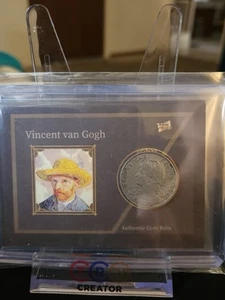 Vincent van Gogh
Authentic Coin Relic
CREATOR